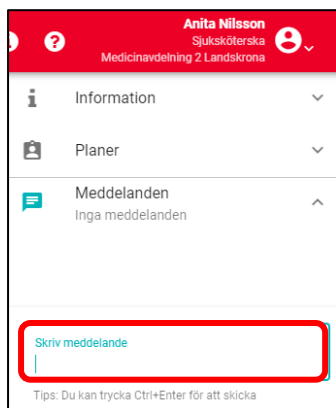 Anita Nilsson
Sjuksköterska
Medicinavdelning 2 Landskrona
Information
Planer
Meddelanden
Inga meddelanden
Skriv meddelande
Tips: Du kan trycka Ctrl+Enter för att skicka